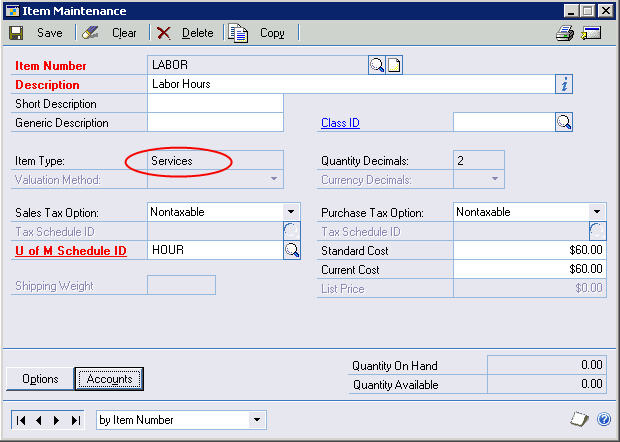 Item Maintenance
Save Clear Delete Copy
Item Number LABOR
Description Labor Hours
Short Description
Generic Description Class ID
Item Type: Services Quantity Decimals: 2
Valuation Method: Currency Decimals:
Sales Tax Option: Nontaxable Purchase Tax Option: Nontaxable
Tax Schedule ID Tax Schedule ID
U of M Schedule ID HOUR Standard Cost $60.00
Current Cost $60.00
Shipping Weight List Price $0.00
Quantity On Hand 0.00
Options Accounts Quantity Available 0.00
by Item Number